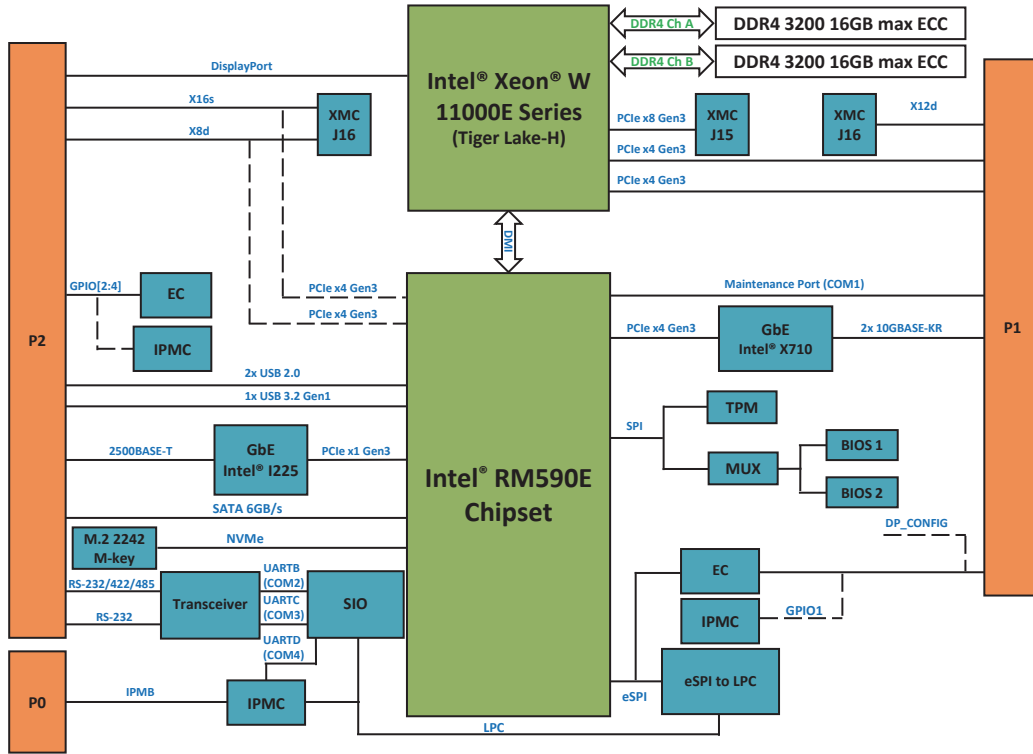 DDR4 Ch A
DDR4 3200 16GB max ECC
DDR4 Ch B
DDR4 3200 16GB max ECC
Intel® Xeon® W
11000E Series
(Tiger Lake-H)
DisplayPort
X16s
X8d
XMC
J16
PCIe x8 Gen3
XMC
J15
XMC
J16
X12d
PCIe x4 Gen3
PCIe x4 Gen3
DMI
P2
P1
GPIO[2:4]
EC
IPMC
PCIe x4 Gen3
PCIe x4 Gen3
Maintenance Port (COM1)
PCIe x4 Gen3
GbE
Intel® X710
2x 10GBASE-KR
2x USB 2.0
1x USB 3.2 Gen1
2500BASE-T
GbE
Intel® I225
PCIe x1 Gen3
Intel® RM590E
Chipset
SPI
TPM
MUX
BIOS 1
BIOS 2
SATA 6GB/s
M.2 2242
M-key
NVMe
DP_CONFIG
RS-232/422/485
RS-232
Transceiver
UARTB
(COM2)
UARTC
(COM3)
SIO
UARTD
(COM4)
EC
IPMC
GPIO1
eSPI
eSPI to LPC
P0
IPMB
IPMC
LPC